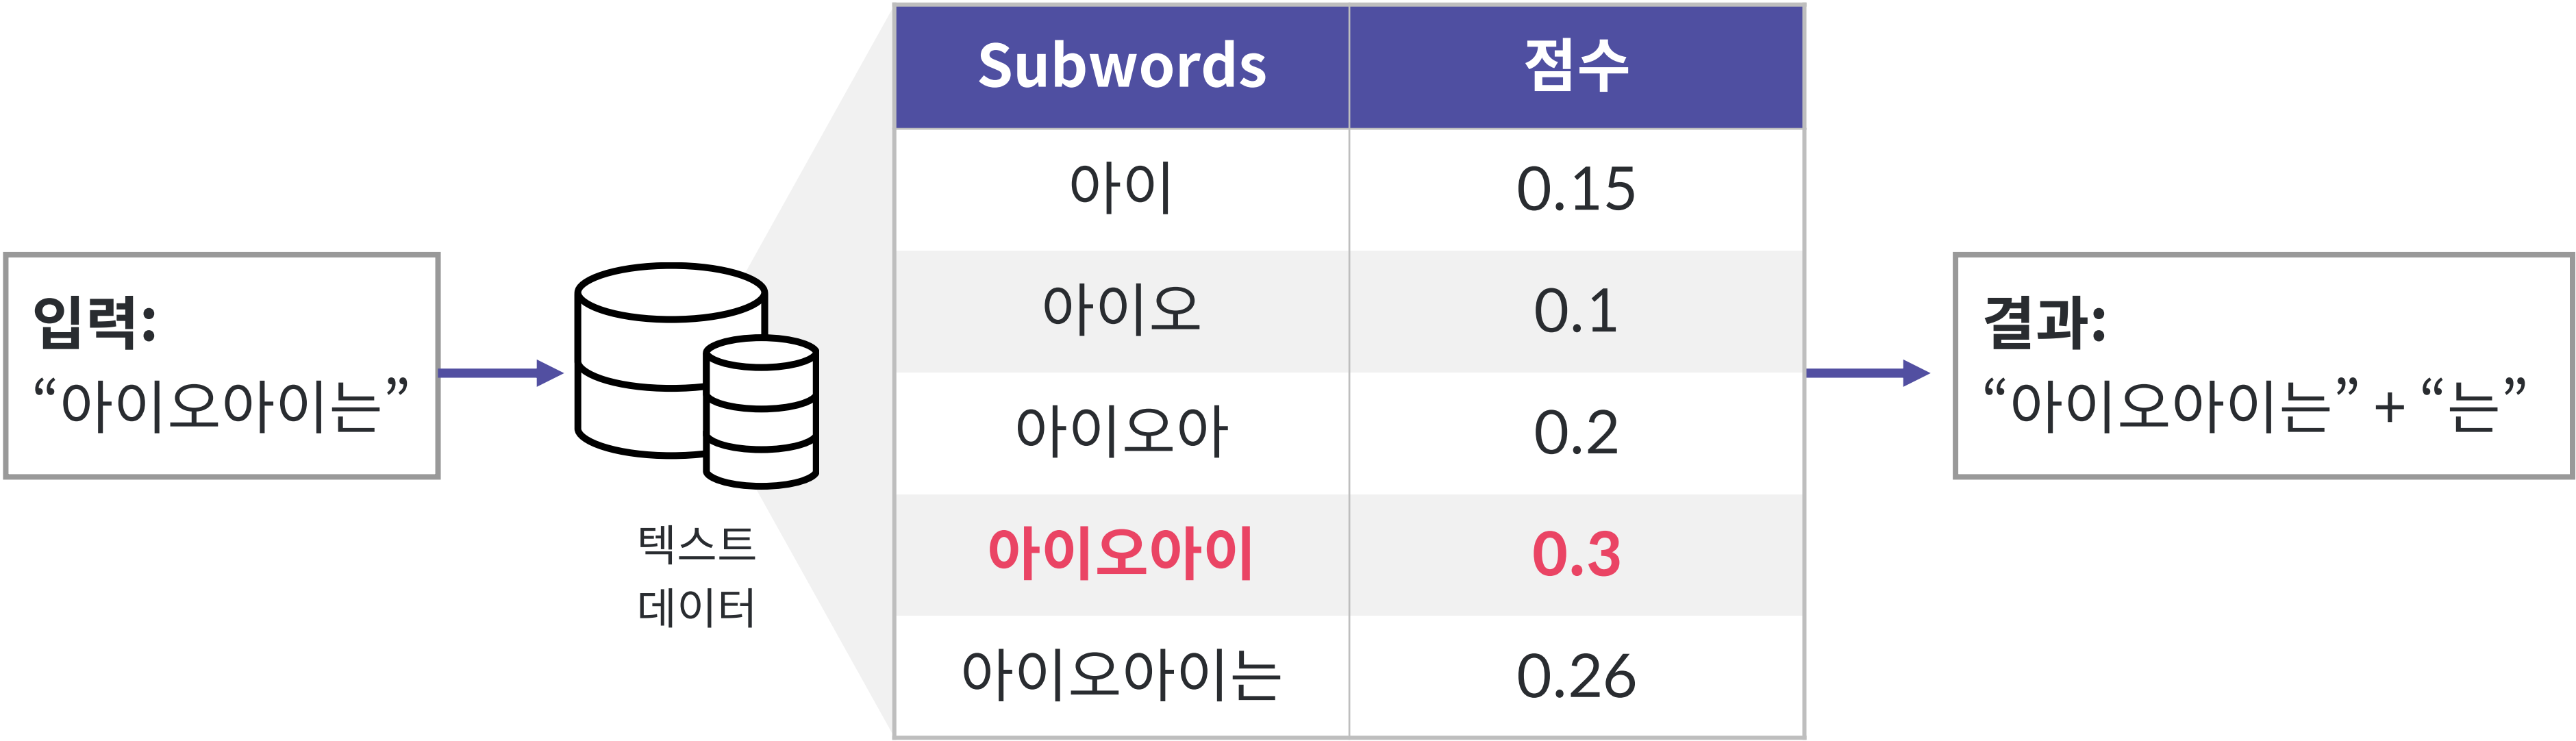 입력:
“아이오아이는”
텍스트
데이터
Subwords 점수
아이 0.15
아이오 0.1
아이오아 0.2
아이오아이 0.3
아이오아이는 0.26
결과:
“아이오아이는” + “는”